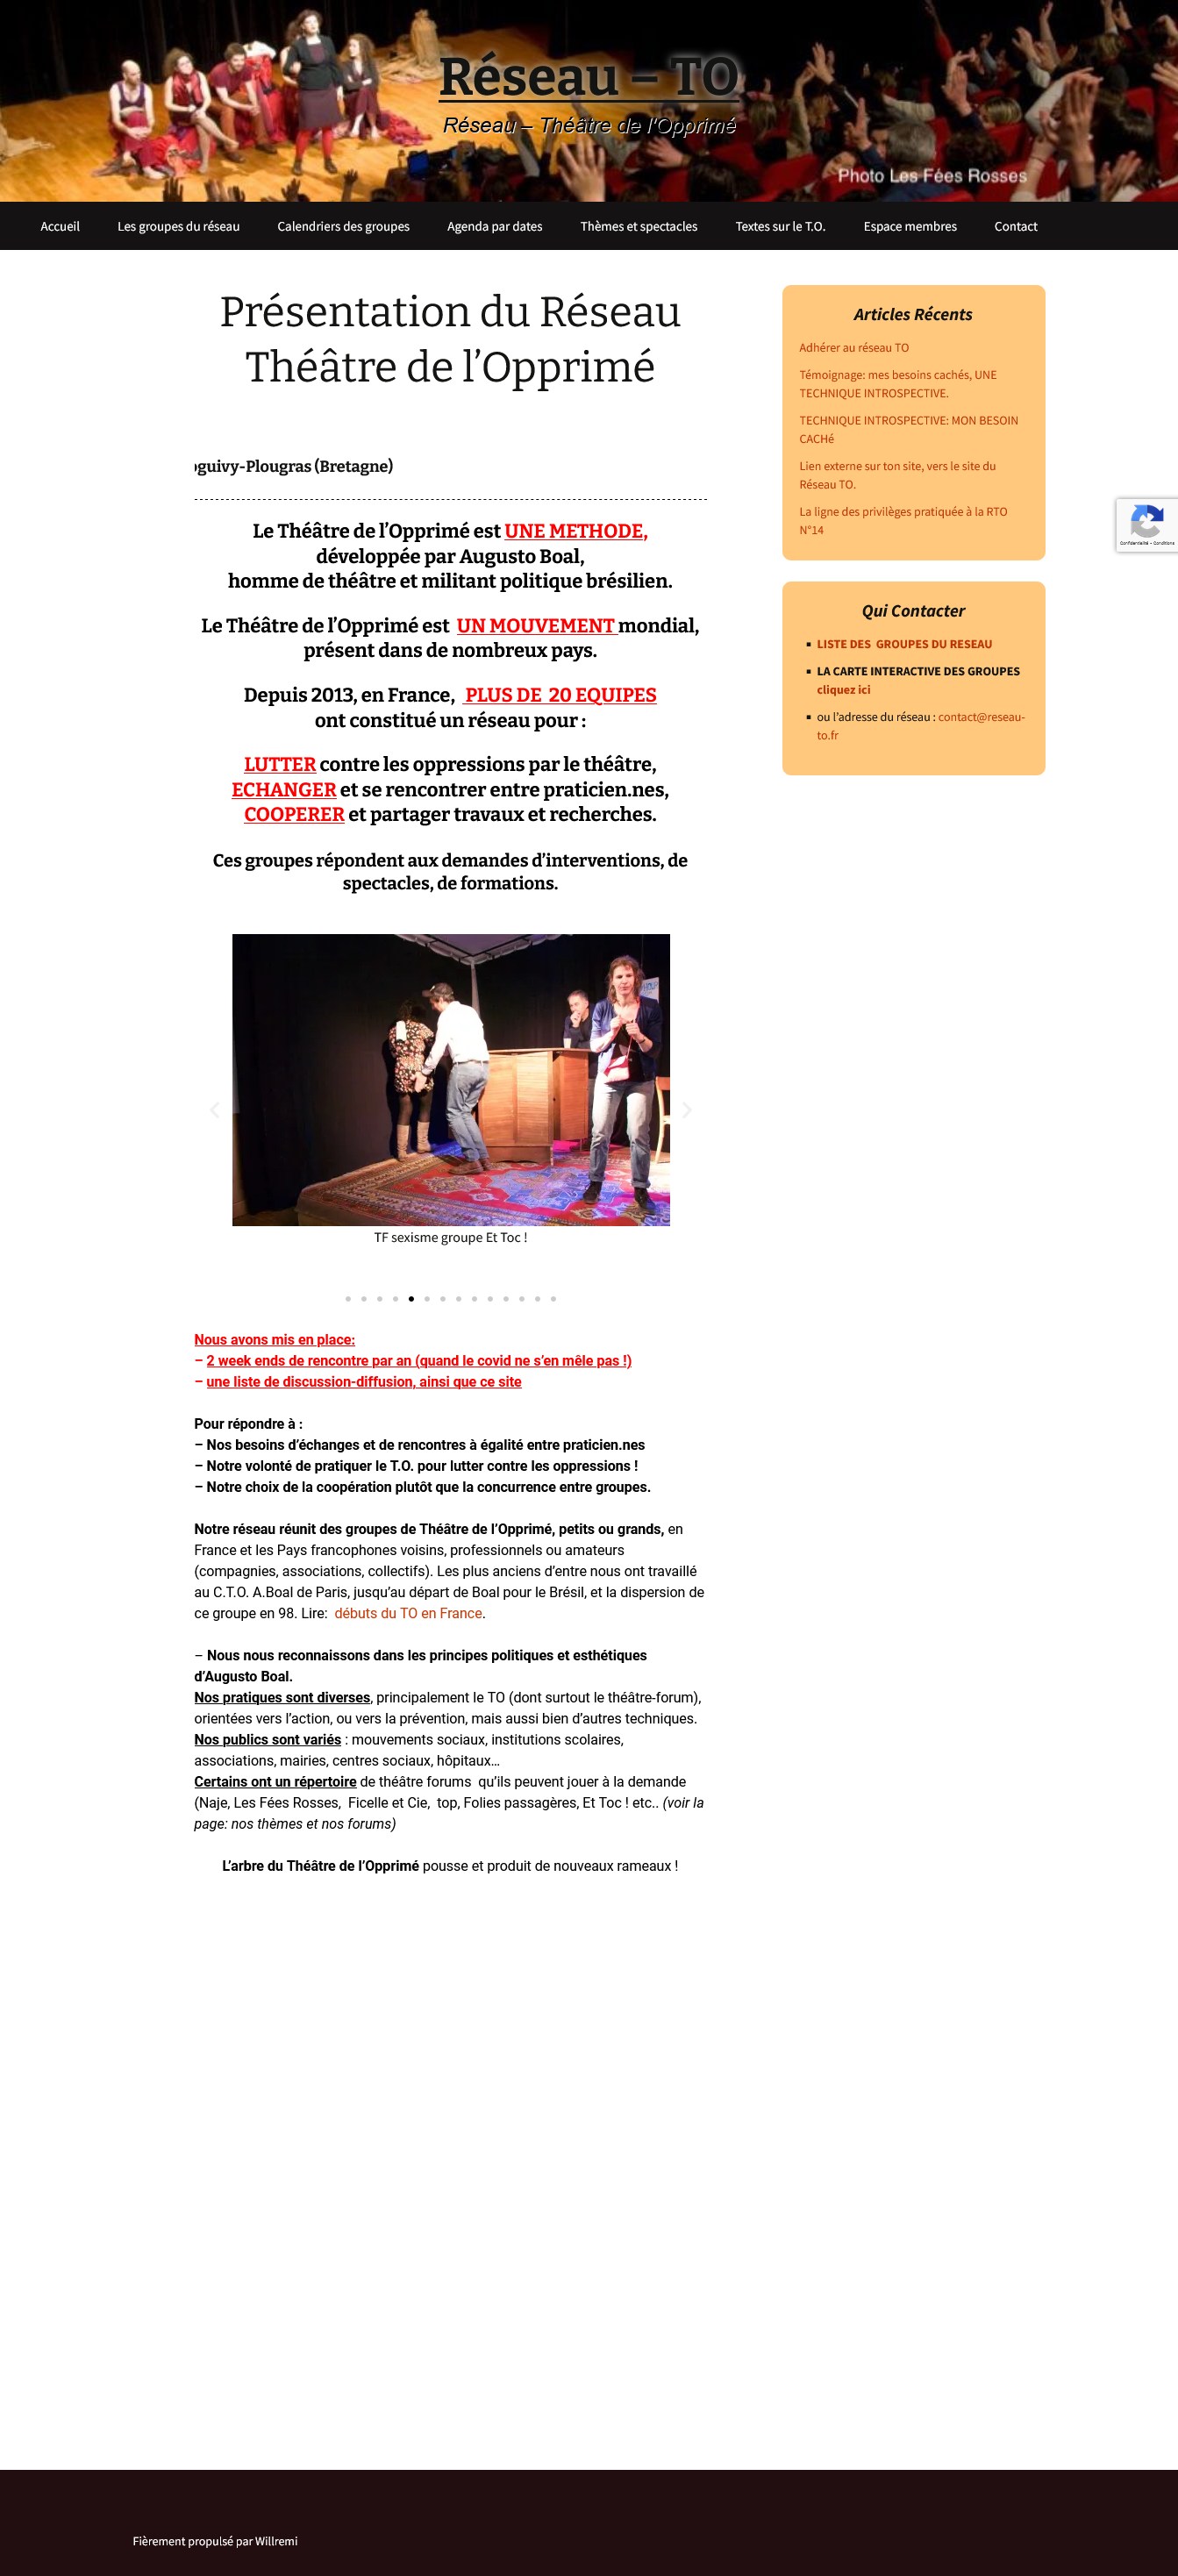 Réseau – TO
Réseau – Théâtre de l'Opprimé
Photo Les Fées Rosses
Accueil
Les groupes du réseau
Calendriers des groupes
Agenda par dates
Thèmes et spectacles
Textes sur le T.O.
Espace membres
Contact
Présentation du Réseau
Théâtre de l’Opprimé
oguivy-Plougras (Bretagne)
Le Théâtre de l’Opprimé est UNE METHODE,
développée par Augusto Boal,
homme de théâtre et militant politique brésilien.
Le Théâtre de l’Opprimé est UN MOUVEMENT mondial,
présent dans de nombreux pays.
Depuis 2013, en France, PLUS DE 20 EQUIPES
ont constitué un réseau pour :
LUTTER contre les oppressions par le théâtre,
ECHANGER et se rencontrer entre praticien.nes,
COOPERER et partager travaux et recherches.
Ces groupes répondent aux demandes d’interventions, de
spectacles, de formations.
TF sexisme groupe Et Toc !
Nous avons mis en place:
– 2 week ends de rencontre par an (quand le covid ne s’en mêle pas !)
– une liste de discussion-diffusion, ainsi que ce site
Pour répondre à :
– Nos besoins d’échanges et de rencontres à égalité entre praticien.nes
– Notre volonté de pratiquer le T.O. pour lutter contre les oppressions !
– Notre choix de la coopération plutôt que la concurrence entre groupes.
Notre réseau réunit des groupes de Théâtre de l’Opprimé, petits ou grands, en
France et les Pays francophones voisins, professionnels ou amateurs
(compagnies, associations, collectifs). Les plus anciens d’entre nous ont travaillé
au C.T.O. A.Boal de Paris, jusqu’au départ de Boal pour le Brésil, et la dispersion de
ce groupe en 98. Lire: débuts du TO en France.
– Nous nous reconnaissons dans les principes politiques et esthétiques
d’Augusto Boal.
Nos pratiques sont diverses, principalement le TO (dont surtout le théâtre-forum),
orientées vers l’action, ou vers la prévention, mais aussi bien d’autres techniques.
Nos publics sont variés : mouvements sociaux, institutions scolaires,
associations, mairies, centres sociaux, hôpitaux…
Certains ont un répertoire de théâtre forums qu’ils peuvent jouer à la demande
(Naje, Les Fées Rosses, Ficelle et Cie, top, Folies passagères, Et Toc ! etc.. (voir la
page: nos thèmes et nos forums)
L’arbre du Théâtre de l’Opprimé pousse et produit de nouveaux rameaux !
Articles Récents
Adhérer au réseau TO
Témoignage: mes besoins cachés, UNE
TECHNIQUE INTROSPECTIVE.
TECHNIQUE INTROSPECTIVE: MON BESOIN
CACHé
Lien externe sur ton site, vers le site du
Réseau TO.
La ligne des privilèges pratiquée à la RTO
N°14
Qui Contacter
LISTE DES GROUPES DU RESEAU
LA CARTE INTERACTIVE DES GROUPES
cliquez ici
ou l’adresse du réseau : contact@reseau-
to.fr
Confidentialité - Conditions
Fièrement propulsé par Willremi